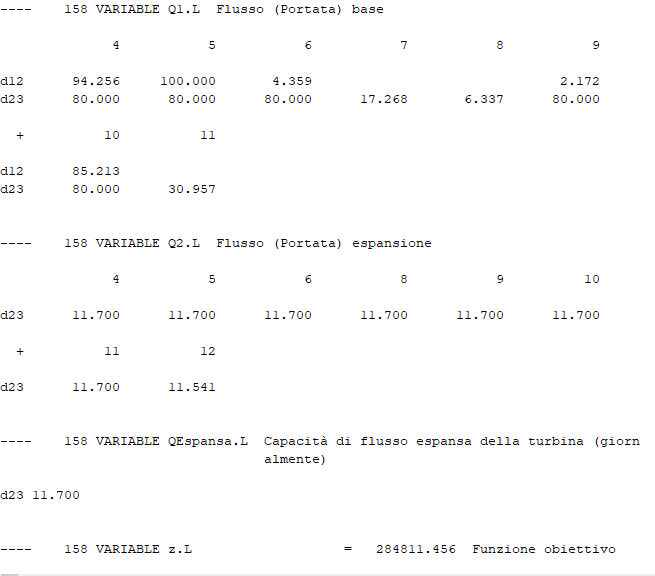 ---- 158 VARIABLE Q1.L Flusso (Portata) base
4 5 6 7 8 9
d12 94.256 100.000 4.359 2.172
d23 80.000 80.000 80.000 17.268 6.337 80.000
+ 10 11
d12 85.213
d23 80.000 30.957
---- 158 VARIABLE Q2.L Flusso (Portata) espansione
4 5 6 8 9 10
d23 11.700 11.700 11.700 11.700 11.700 11.700
+ 11 12
d23 11.700 11.541
---- 158 VARIABLE QEspansa.L Capacità di flusso espansa della turbina (giorn
almente)
d23 11.700
---- 158 VARIABLE z.L = 284811.456 Funzione obiettivo